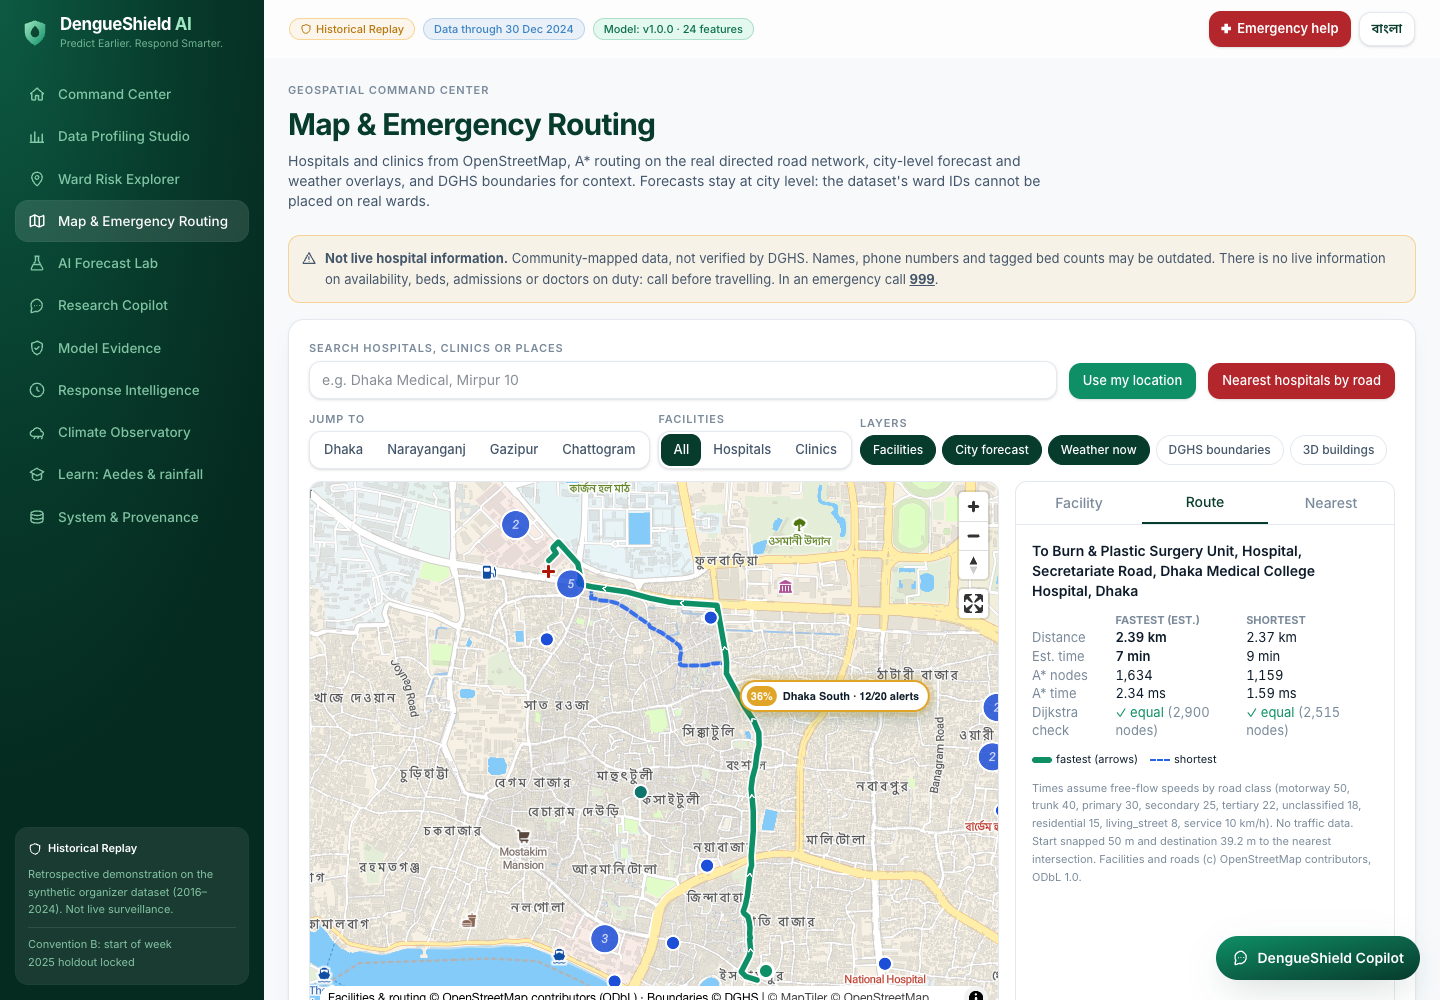 DengueShield AI
Predict Earlier. Respond Smarter.
Command Center
Data Profiling Studio
Ward Risk Explorer
Map & Emergency Routing
AI Forecast Lab
Research Copilot
Model Evidence
Response Intelligence
Climate Observatory
Learn: Aedes & rainfall
System & Provenance
Historical Replay
Retrospective demonstration on the
synthetic organizer dataset (2016–
2024). Not live surveillance.
Convention B: start of week
2025 holdout locked
Historical Replay
Data through 30 Dec 2024
Model: v1.0.0 · 24 features
Emergency help
বাংলা
GEOSPATIAL COMMAND CENTER
Map & Emergency Routing
Hospitals and clinics from OpenStreetMap, A* routing on the real directed road network, city-level forecast and
weather overlays, and DGHS boundaries for context. Forecasts stay at city level: the dataset's ward IDs cannot be
placed on real wards.
Not live hospital information. Community-mapped data, not verified by DGHS. Names, phone numbers and tagged bed counts may be outdated. There is no live information
on availability, beds, admissions or doctors on duty: call before travelling. In an emergency call 999.
SEARCH HOSPITALS, CLINICS OR PLACES
e.g. Dhaka Medical, Mirpur 10
Use my location
Nearest hospitals by road
JUMP TO
Dhaka Narayanganj Gazipur Chattogram
FACILITIES
All Hospitals Clinics
LAYERS
Facilities City forecast Weather now DGHS boundaries 3D buildings
কার্জন হল মাঠ
2
ওসমানী উদ্যান
ফুলবাড়িয়া
5
Joynag Road
ঠাটারী বাজার
36% Dhaka South · 12/20 alerts
খাজে দেওয়ান
সাত রওজা
সিক্কাটুলি
2
ওয়ারী
2
Banagram Road
চুড়িহাট্টা
বেগম বাজার
মাহুৎটুলী
নবাবপুর
বেচারাম দেউড়ি
চকবাজার
Mostakim
Mansion
মালিটোলা
নয়াবাজা
রহমতগঞ্জ
আরমানিটোলা
জিন্দাবাহা
নলগোলা
তি বাজার
3
National Hospital
Facilities & routing © OpenStreetMap contributors (ODbL) · Boundaries © DGHS | © MapTiler © OpenStreetMap
Facility Route Nearest
To Burn & Plastic Surgery Unit, Hospital,
Secretariate Road, Dhaka Medical College
Hospital, Dhaka
FASTEST (EST.) SHORTEST
Distance 2.39 km 2.37 km
Est. time 7 min 9 min
A* nodes 1,634 1,159
A* time 2.34 ms 1.59 ms
Dijkstra check ✓ equal (2,900 nodes) ✓ equal (2,515 nodes)
fastest (arrows) shortest
Times assume free-flow speeds by road class (motorway 50,
trunk 40, primary 30, secondary 25, tertiary 22, unclassified 18,
residential 15, living_street 8, service 10 km/h). No traffic data.
Start snapped 50 m and destination 39.2 m to the nearest
intersection. Facilities and roads (c) OpenStreetMap contributors,
ODbL 1.0.
DengueShield Copilot